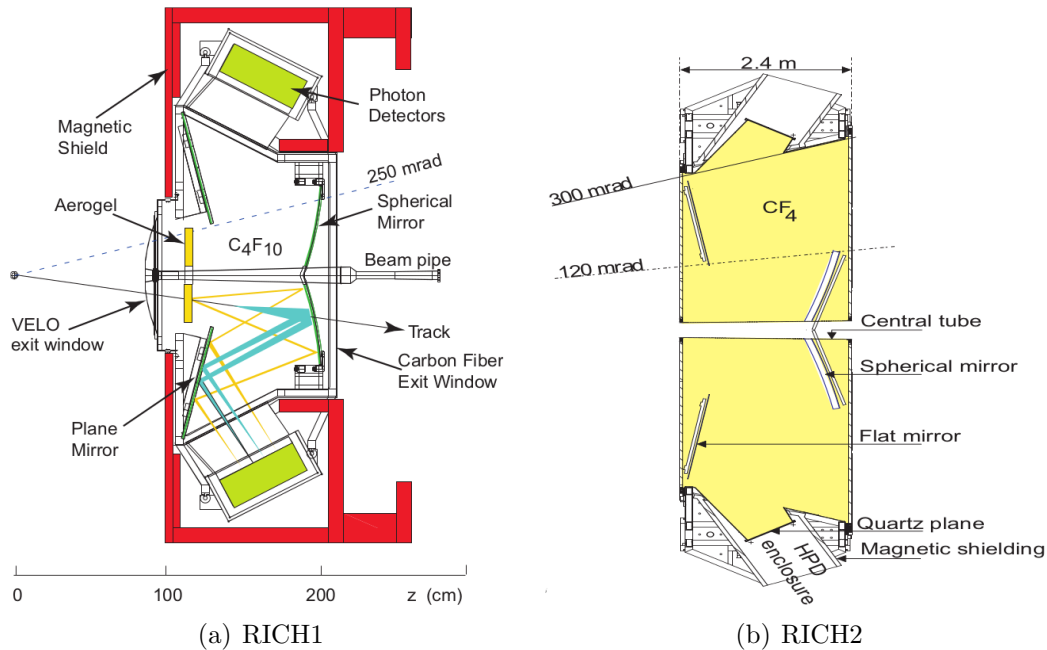 Magnetic
Shield
Aerogel
VELO
exit window
Plane
Mirror
Photon
Detectors
250 mrad
Spherical
Mirror
C4F10
Beam pipe
Track
Carbon Fiber
Exit Window
0
100
200
z (cm)
(a) RICH1
2.4 m
300 mrad
CF4
120 mrad
Central tube
Spherical mirror
Flat mirror
Quartz plane
Magnetic shielding
HPD
enclosure
(b) RICH2